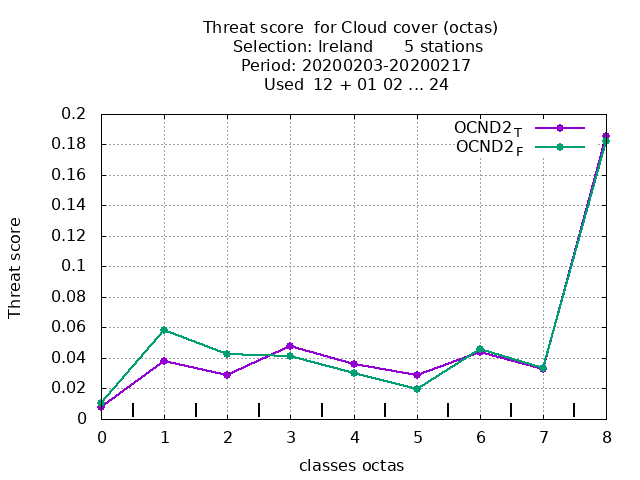 Threat score  for Cloud cover (octas)
Selection: Ireland      5 stations
Period: 20200203-20200217
Used  12 + 01 02 ... 24
OCND2T
OCND2F
0.2
0.18
0.16
0.14
0.12
0.1
0.08
0.06
0.04
0.02
0
Threat score
0 1 2 3 4 5 6 7 8
classes octas